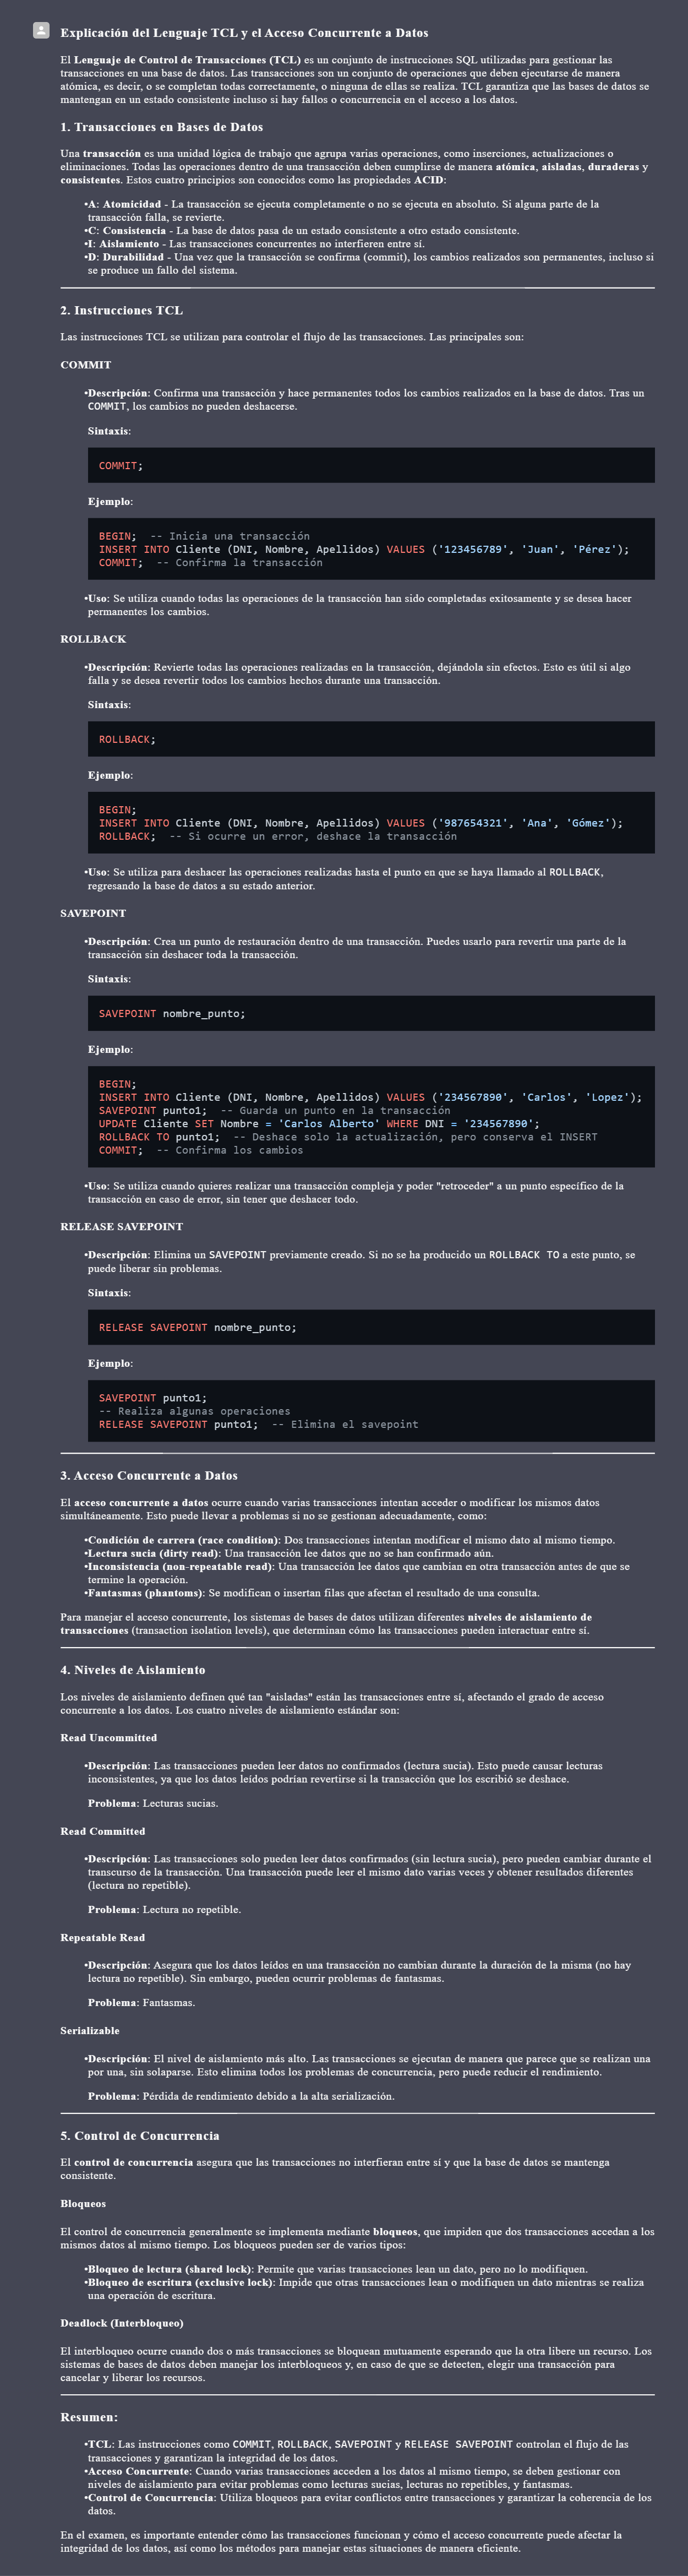 Explicación del Lenguaje TCL y el Acceso Concurrente a Datos
El Lenguaje de Control de Transacciones (TCL) es un conjunto de instrucciones SQL utilizadas para gestionar las
transacciones en una base de datos. Las transacciones son un conjunto de operaciones que deben ejecutarse de manera
atómica, es decir, o se completan todas correctamente, o ninguna de ellas se realiza. TCL garantiza que las bases de datos se
mantengan en un estado consistente incluso si hay fallos o concurrencia en el acceso a los datos.
1. Transacciones en Bases de Datos
Una transacción es una unidad lógica de trabajo que agrupa varias operaciones, como inserciones, actualizaciones o
eliminaciones. Todas las operaciones dentro de una transacción deben cumplirse de manera atómica, aisladas, duraderas y
consistentes. Estos cuatro principios son conocidos como las propiedades ACID:
•A: Atomicidad - La transacción se ejecuta completamente o no se ejecuta en absoluto. Si alguna parte de la
transacción falla, se revierte.
•C: Consistencia - La base de datos pasa de un estado consistente a otro estado consistente.
•I: Aislamiento - Las transacciones concurrentes no interfieren entre sí.
•D: Durabilidad - Una vez que la transacción se confirma (commit), los cambios realizados son permanentes, incluso si
se produce un fallo del sistema.
2. Instrucciones TCL
Las instrucciones TCL se utilizan para controlar el flujo de las transacciones. Las principales son:
COMMIT
•Descripción: Confirma una transacción y hace permanentes todos los cambios realizados en la base de datos. Tras un
COMMIT, los cambios no pueden deshacerse.
Sintaxis:
COMMIT;
Ejemplo:
BEGIN;  -- Inicia una transacción
INSERT INTO Cliente (DNI, Nombre, Apellidos) VALUES ('123456789', 'Juan', 'Pérez');
COMMIT;  -- Confirma la transacción
•Uso: Se utiliza cuando todas las operaciones de la transacción han sido completadas exitosamente y se desea hacer
permanentes los cambios.
ROLLBACK
•Descripción: Revierte todas las operaciones realizadas en la transacción, dejándola sin efectos. Esto es útil si algo
falla y se desea revertir todos los cambios hechos durante una transacción.
Sintaxis:
ROLLBACK;
Ejemplo:
BEGIN;
INSERT INTO Cliente (DNI, Nombre, Apellidos) VALUES ('987654321', 'Ana', 'Gómez');
ROLLBACK;  -- Si ocurre un error, deshace la transacción
•Uso: Se utiliza para deshacer las operaciones realizadas hasta el punto en que se haya llamado al ROLLBACK,
regresando la base de datos a su estado anterior.
SAVEPOINT
•Descripción: Crea un punto de restauración dentro de una transacción. Puedes usarlo para revertir una parte de la
transacción sin deshacer toda la transacción.
Sintaxis:
SAVEPOINT nombre_punto;
Ejemplo:
BEGIN;
INSERT INTO Cliente (DNI, Nombre, Apellidos) VALUES ('234567890', 'Carlos', 'Lopez');
SAVEPOINT punto1;  -- Guarda un punto en la transacción
UPDATE Cliente SET Nombre = 'Carlos Alberto' WHERE DNI = '234567890';
ROLLBACK TO punto1;  -- Deshace solo la actualización, pero conserva el INSERT
COMMIT;  -- Confirma los cambios
•Uso: Se utiliza cuando quieres realizar una transacción compleja y poder "retroceder" a un punto específico de la
transacción en caso de error, sin tener que deshacer todo.
RELEASE SAVEPOINT
•Descripción: Elimina un SAVEPOINT previamente creado. Si no se ha producido un ROLLBACK TO a este punto, se
puede liberar sin problemas.
Sintaxis:
RELEASE SAVEPOINT nombre_punto;
Ejemplo:
SAVEPOINT punto1;
-- Realiza algunas operaciones
RELEASE SAVEPOINT punto1;  -- Elimina el savepoint
3. Acceso Concurrente a Datos
El acceso concurrente a datos ocurre cuando varias transacciones intentan acceder o modificar los mismos datos
simultáneamente. Esto puede llevar a problemas si no se gestionan adecuadamente, como:
•Condición de carrera (race condition): Dos transacciones intentan modificar el mismo dato al mismo tiempo.
•Lectura sucia (dirty read): Una transacción lee datos que no se han confirmado aún.
•Inconsistencia (non-repeatable read): Una transacción lee datos que cambian en otra transacción antes de que se
termine la operación.
•Fantasmas (phantoms): Se modifican o insertan filas que afectan el resultado de una consulta.
Para manejar el acceso concurrente, los sistemas de bases de datos utilizan diferentes niveles de aislamiento de
transacciones (transaction isolation levels), que determinan cómo las transacciones pueden interactuar entre sí.
4. Niveles de Aislamiento
Los niveles de aislamiento definen qué tan "aisladas" están las transacciones entre sí, afectando el grado de acceso
concurrente a los datos. Los cuatro niveles de aislamiento estándar son:
Read Uncommitted
•Descripción: Las transacciones pueden leer datos no confirmados (lectura sucia). Esto puede causar lecturas
inconsistentes, ya que los datos leídos podrían revertirse si la transacción que los escribió se deshace.
Problema: Lecturas sucias.
Read Committed
•Descripción: Las transacciones solo pueden leer datos confirmados (sin lectura sucia), pero pueden cambiar durante el
transcurso de la transacción. Una transacción puede leer el mismo dato varias veces y obtener resultados diferentes
(lectura no repetible).
Problema: Lectura no repetible.
Repeatable Read
•Descripción: Asegura que los datos leídos en una transacción no cambian durante la duración de la misma (no hay
lectura no repetible). Sin embargo, pueden ocurrir problemas de fantasmas.
Problema: Fantasmas.
Serializable
•Descripción: El nivel de aislamiento más alto. Las transacciones se ejecutan de manera que parece que se realizan una
por una, sin solaparse. Esto elimina todos los problemas de concurrencia, pero puede reducir el rendimiento.
Problema: Pérdida de rendimiento debido a la alta serialización.
5. Control de Concurrencia
El control de concurrencia asegura que las transacciones no interfieran entre sí y que la base de datos se mantenga
consistente.
Bloqueos
El control de concurrencia generalmente se implementa mediante bloqueos, que impiden que dos transacciones accedan a los
mismos datos al mismo tiempo. Los bloqueos pueden ser de varios tipos:
•Bloqueo de lectura (shared lock): Permite que varias transacciones lean un dato, pero no lo modifiquen.
•Bloqueo de escritura (exclusive lock): Impide que otras transacciones lean o modifiquen un dato mientras se realiza
una operación de escritura.
Deadlock (Interbloqueo)
El interbloqueo ocurre cuando dos o más transacciones se bloquean mutuamente esperando que la otra libere un recurso. Los
sistemas de bases de datos deben manejar los interbloqueos y, en caso de que se detecten, elegir una transacción para
cancelar y liberar los recursos.
Resumen:
•TCL: Las instrucciones como COMMIT, ROLLBACK, SAVEPOINT y RELEASE SAVEPOINT controlan el flujo de las
transacciones y garantizan la integridad de los datos.
•Acceso Concurrente: Cuando varias transacciones acceden a los datos al mismo tiempo, se deben gestionar con
niveles de aislamiento para evitar problemas como lecturas sucias, lecturas no repetibles, y fantasmas.
•Control de Concurrencia: Utiliza bloqueos para evitar conflictos entre transacciones y garantizar la coherencia de los
datos.
En el examen, es importante entender cómo las transacciones funcionan y cómo el acceso concurrente puede afectar la
integridad de los datos, así como los métodos para manejar estas situaciones de manera eficiente.